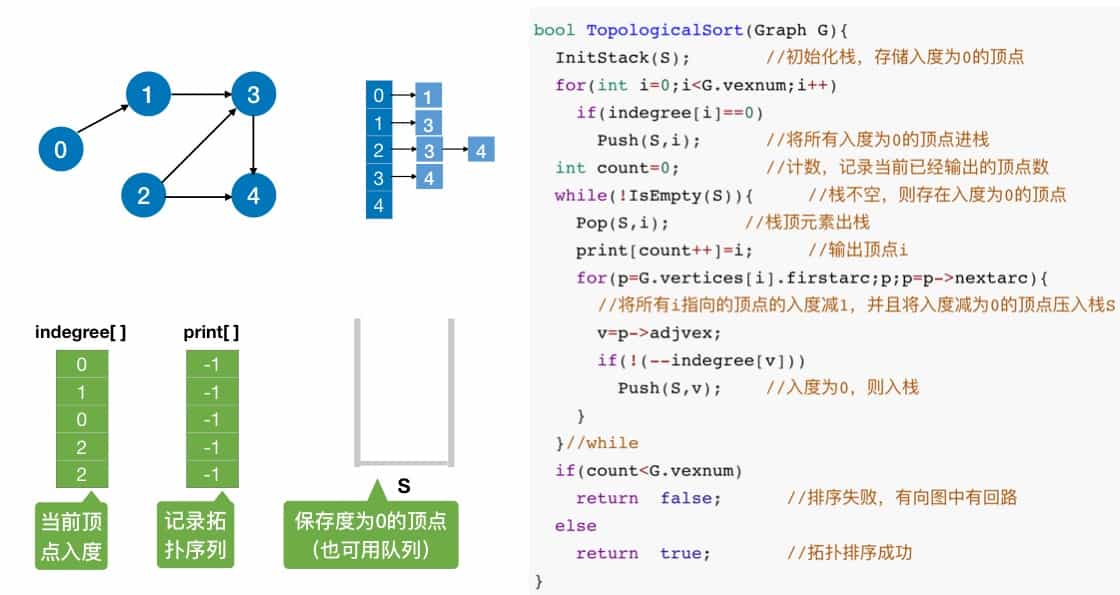 1
3
0
2
4
0 1
1 3
2 3 4
3 4
4
indegree[ ]
0
1
0
2
2
当前顶
点入度
print[ ]
-1
-1
-1
-1
-1
记录拓
扑序列
S
保存度为0的顶点
（也可用队列）
bool TopologicalSort(Graph G){
InitStack(S); //初始化栈，存储入度为0的顶点
for(int i=0;i<G.vexnum;i++)
if(indegree[i]==0)
Push(S,i); //将所有入度为0的顶点进栈
int count=0; //计数，记录当前已经输出的顶点数
while(!IsEmpty(S)){ //栈不空，则存在入度为0的顶点
Pop(S,i); //栈顶元素出栈
print[count++]=i; //输出顶点i
for(p=G.vertices[i].firstarc;p;p=p->nextarc){
//将所有i指向的顶点的入度减1，并且将入度减为0的顶点压入栈S
v=p->adjvex;
if(!(--indegree[v]))
Push(S,v); //入度为0，则入栈
}
}//while
if(count<G.vexnum)
return false; //排序失败，有向图中有回路
else
return true; //拓扑排序成功
}